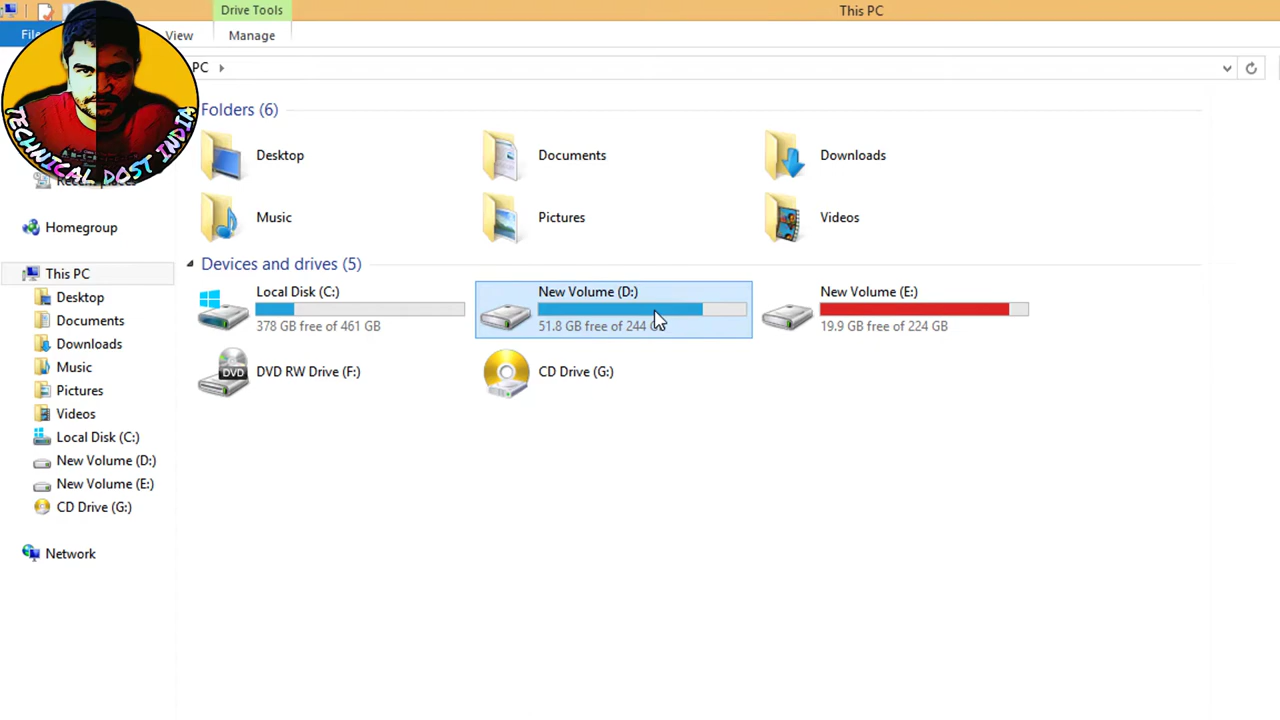 Drive Tools
This PC
File
View
Manage
PC
TECHNICAL POST INDIA
Folders (6)
Desktop
Documents
Downloads
Music
Pictures
Videos
Devices and drives (5)
Local Disk (C:)
378 GB free of 461 GB
New Volume (D:)
51.8 GB free of 244
New Volume (E:)
19.9 GB free of 224 GB
DVD RW Drive (F:)
CD Drive (G:)
Homegroup
This PC
Desktop
Documents
Downloads
Music
Pictures
Videos
Local Disk (C:)
New Volume (D:)
New Volume (E:)
CD Drive (G:)
Network